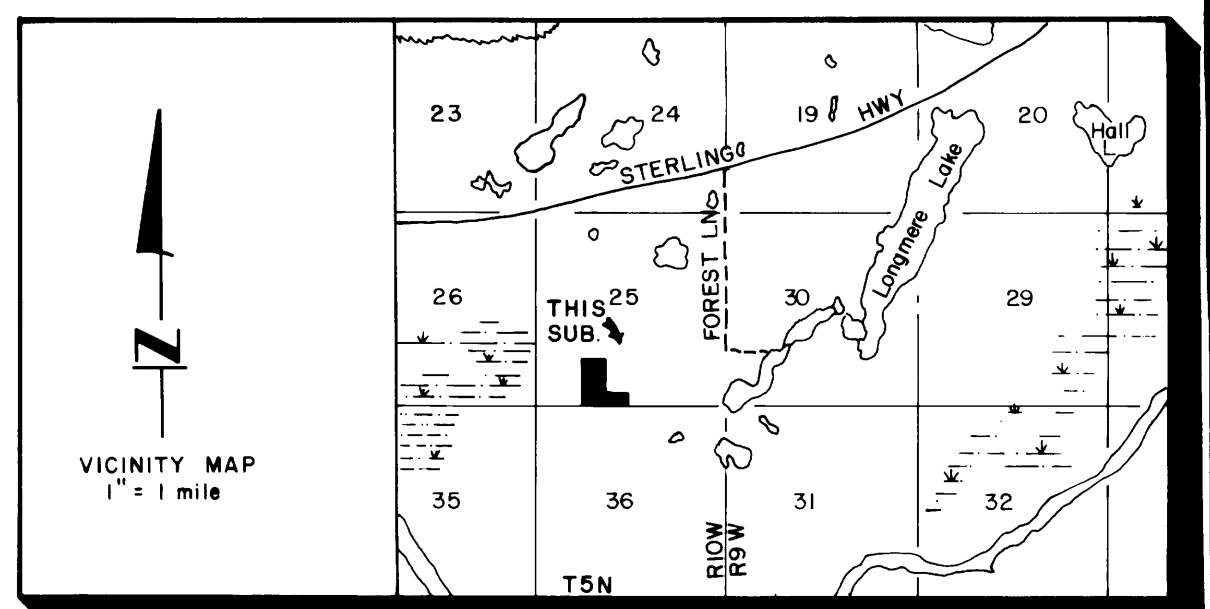 23
24
19
HWY
20
Hall
L
STERLING
Longmere Lake
FOREST LN
26
THIS
SUB.
25
30
29
N
VICINITY MAP
1" = 1 mile
35
36
31
32
R10W
R9W
T5N